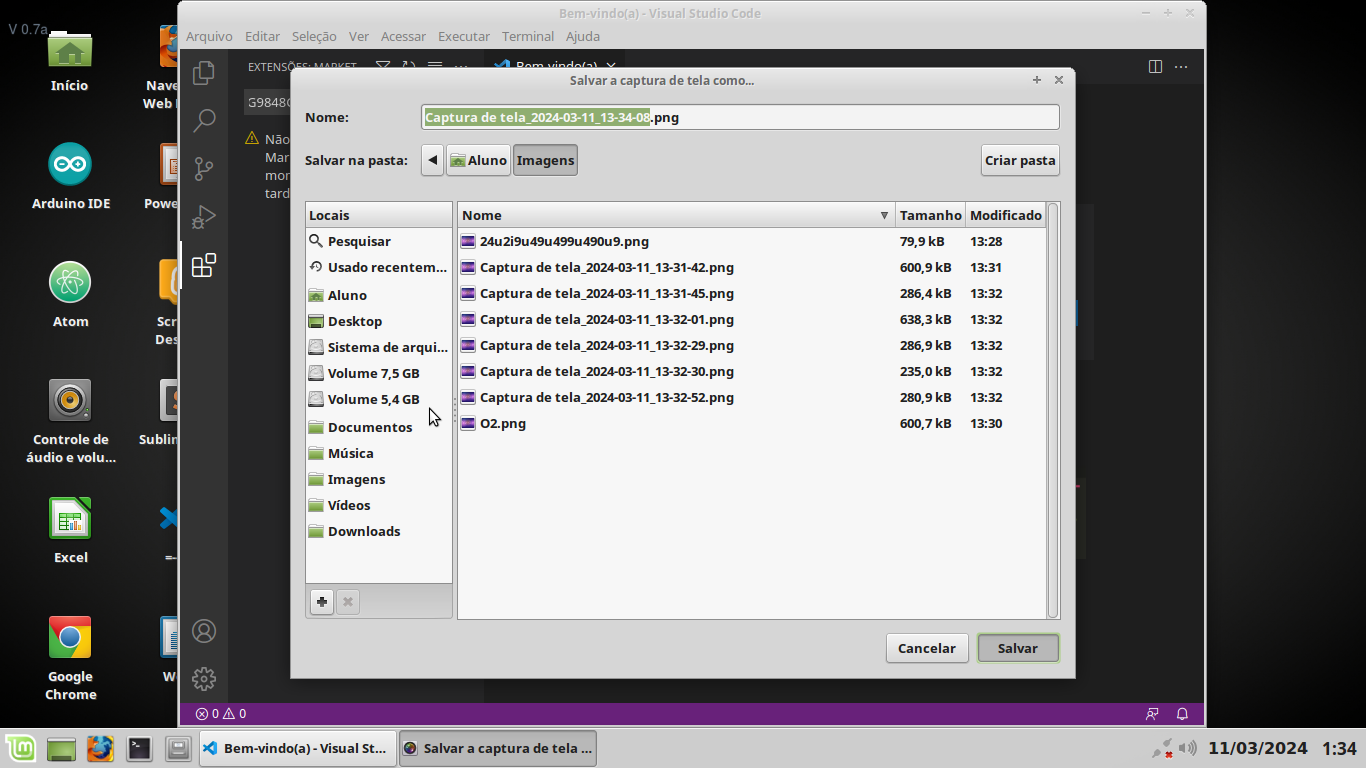 V 0.7a
Início
Nave
Web
Arduino IDE
Powe
Atom
Scr
Des
Controle de
áudio e volu...
Sublin
Excel
Google
Chrome
W
Bem-vindo(a) - Visual Studio Code
Arquivo Editar Seleção Ver Acessar Executar Terminal Ajuda
EXTENSÕES: MARKET... Bem-vindo(a)
G9848
Não
Mar
mor
tard
Salvar a captura de tela como...
Nome: Captura de tela_2024-03-11_13-34-08.png
Salvar na pasta: Aluno Imagens Criar pasta
Locais
Pesquisar
Usado recentem...
Aluno
Desktop
Sistema de arqui...
Volume 7,5 GB
Volume 5,4 GB
Documentos
Música
Imagens
Vídeos
Downloads
Nome Tamanho Modificado
24u2i9u49u499u490u9.png 79,9 kB 13:28
Captura de tela_2024-03-11_13-31-42.png 600,9 kB 13:31
Captura de tela_2024-03-11_13-31-45.png 286,4 kB 13:32
Captura de tela_2024-03-11_13-32-01.png 638,3 kB 13:32
Captura de tela_2024-03-11_13-32-29.png 286,9 kB 13:32
Captura de tela_2024-03-11_13-32-30.png 235,0 kB 13:32
Captura de tela_2024-03-11_13-32-52.png 280,9 kB 13:32
O2.png 600,7 kB 13:30
Cancelar Salvar
0 0
Bem-vindo(a) - Visual St... Salvar a captura de tela ... 11/03/2024 1:34